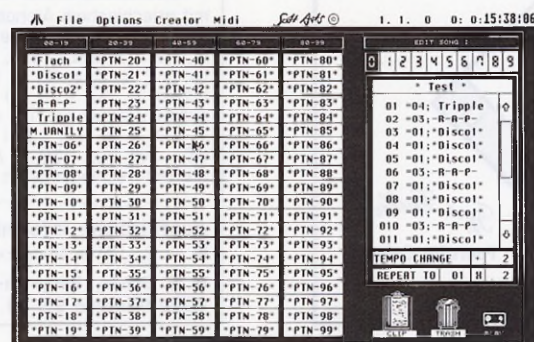 File Options Creator Midi Soft Arts © 1. 1. 0 0: 0:15:38:06
00-19 20-39 40-59 60-79 80-99 EDIT SONG :
0 1 2 3 4 5 6 7 8 9
*Flach * *PTN-20* *PTN-40* *PTN-60* *PTN-80*
*Disco1* *PTN-21* *PTN-41* *PTN-61* *PTN-81*
*Disco2* *PTN-22* *PTN-42* *PTN-62* *PTN-82*
-R-A-P- *PTN-23* *PTN-43* *PTN-63* *PTN-83*
Tripple *PTN-24* *PTN-44* *PTN-64* *PTN-84*
M.VANILY *PTN-25* *PTN-45* *PTN-65* *PTN-85*
*PTN-06* *PTN-26* *PTN-46* *PTN-66* *PTN-86*
*PTN-07* *PTN-27* *PTN-47* *PTN-67* *PTN-87*
*PTN-08* *PTN-28* *PTN-48* *PTN-68* *PTN-88*
*PTN-09* *PTN-29* *PTN-49* *PTN-69* *PTN-89*
*PTN-10* *PTN-30* *PTN-50* *PTN-70* *PTN-90*
*PTN-11* *PTN-31* *PTN-51* *PTN-71* *PTN-91*
*PTN-12* *PTN-32* *PTN-52* *PTN-72* *PTN-92*
*PTN-13* *PTN-33* *PTN-53* *PTN-73* *PTN-93*
*PTN-14* *PTN-34* *PTN-54* *PTN-74* *PTN-94*
*PTN-15* *PTN-35* *PTN-55* *PTN-75* *PTN-95*
*PTN-16* *PTN-36* *PTN-56* *PTN-76* *PTN-96*
*PTN-17* *PTN-37* *PTN-57* *PTN-77* *PTN-97*
*PTN-18* *PTN-38* *PTN-58* *PTN-78* *PTN-98*
*PTN-19* *PTN-39* *PTN-59* *PTN-79* *PTN-99*
* Test *
01 =04; Tripple
02 =03;-R-A-P-
03 =01;*Disco1*
04 =01;*Disco1*
05 =01;*Disco1*
06 =03;-R-A-P-
07 =01;*Disco1*
08 =01;*Disco1*
09 =01;*Disco1*
010 =03;-R-A-P-
011 =01;*Disco1*
TEMPO CHANGE + 2
REPEAT TO 01 X 2
CLIP TRASH